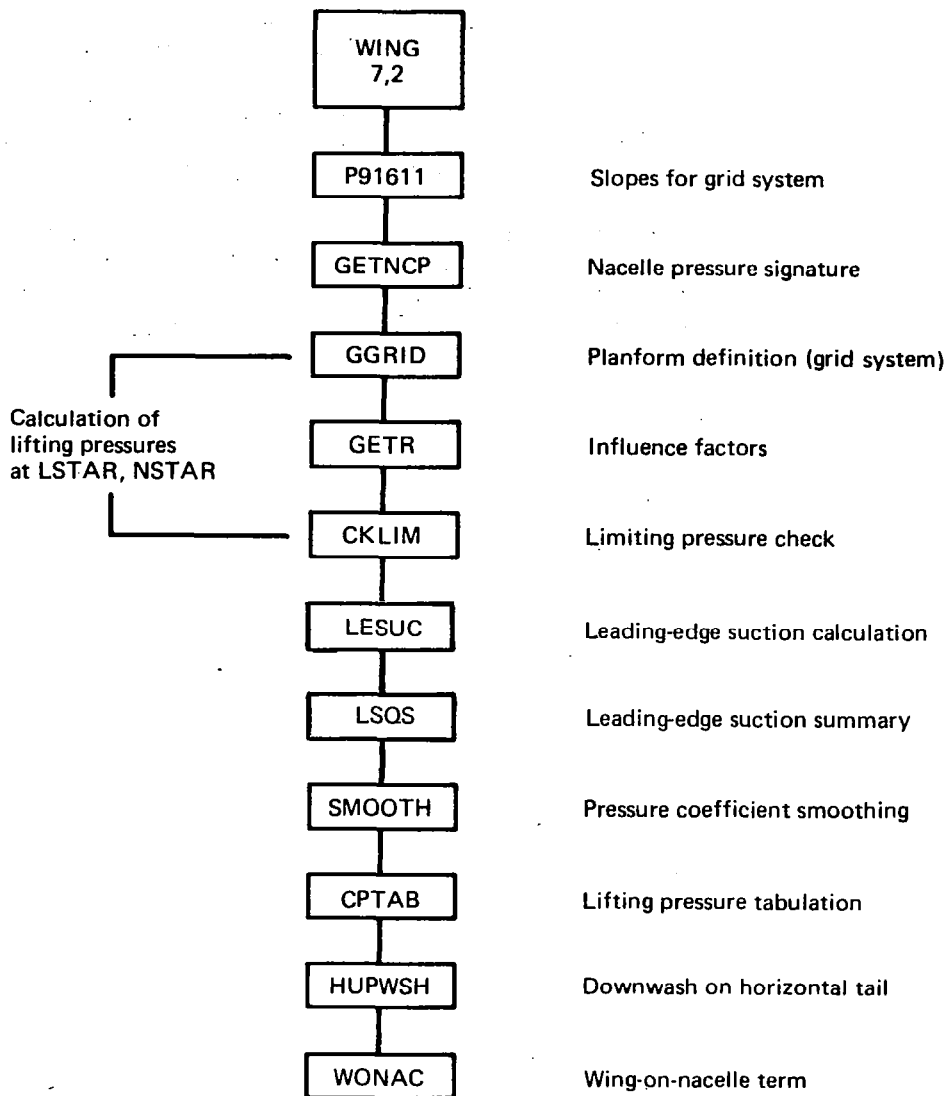 WING
7,2
P91611
Slopes for grid system
GETNCP
Nacelle pressure signature
GGRID
Planform definition (grid system)
Calculation of
lifting pressures
at LSTAR, NSTAR
GETR
Influence factors
CKLIM
Limiting pressure check
LESUC
Leading-edge suction calculation
LSQS
Leading-edge suction summary
SMOOTH
Pressure coefficient smoothing
CPTAB
Lifting pressure tabulation
HUPWSH
Downwash on horizontal tail
WONAC
Wing-on-nacelle term